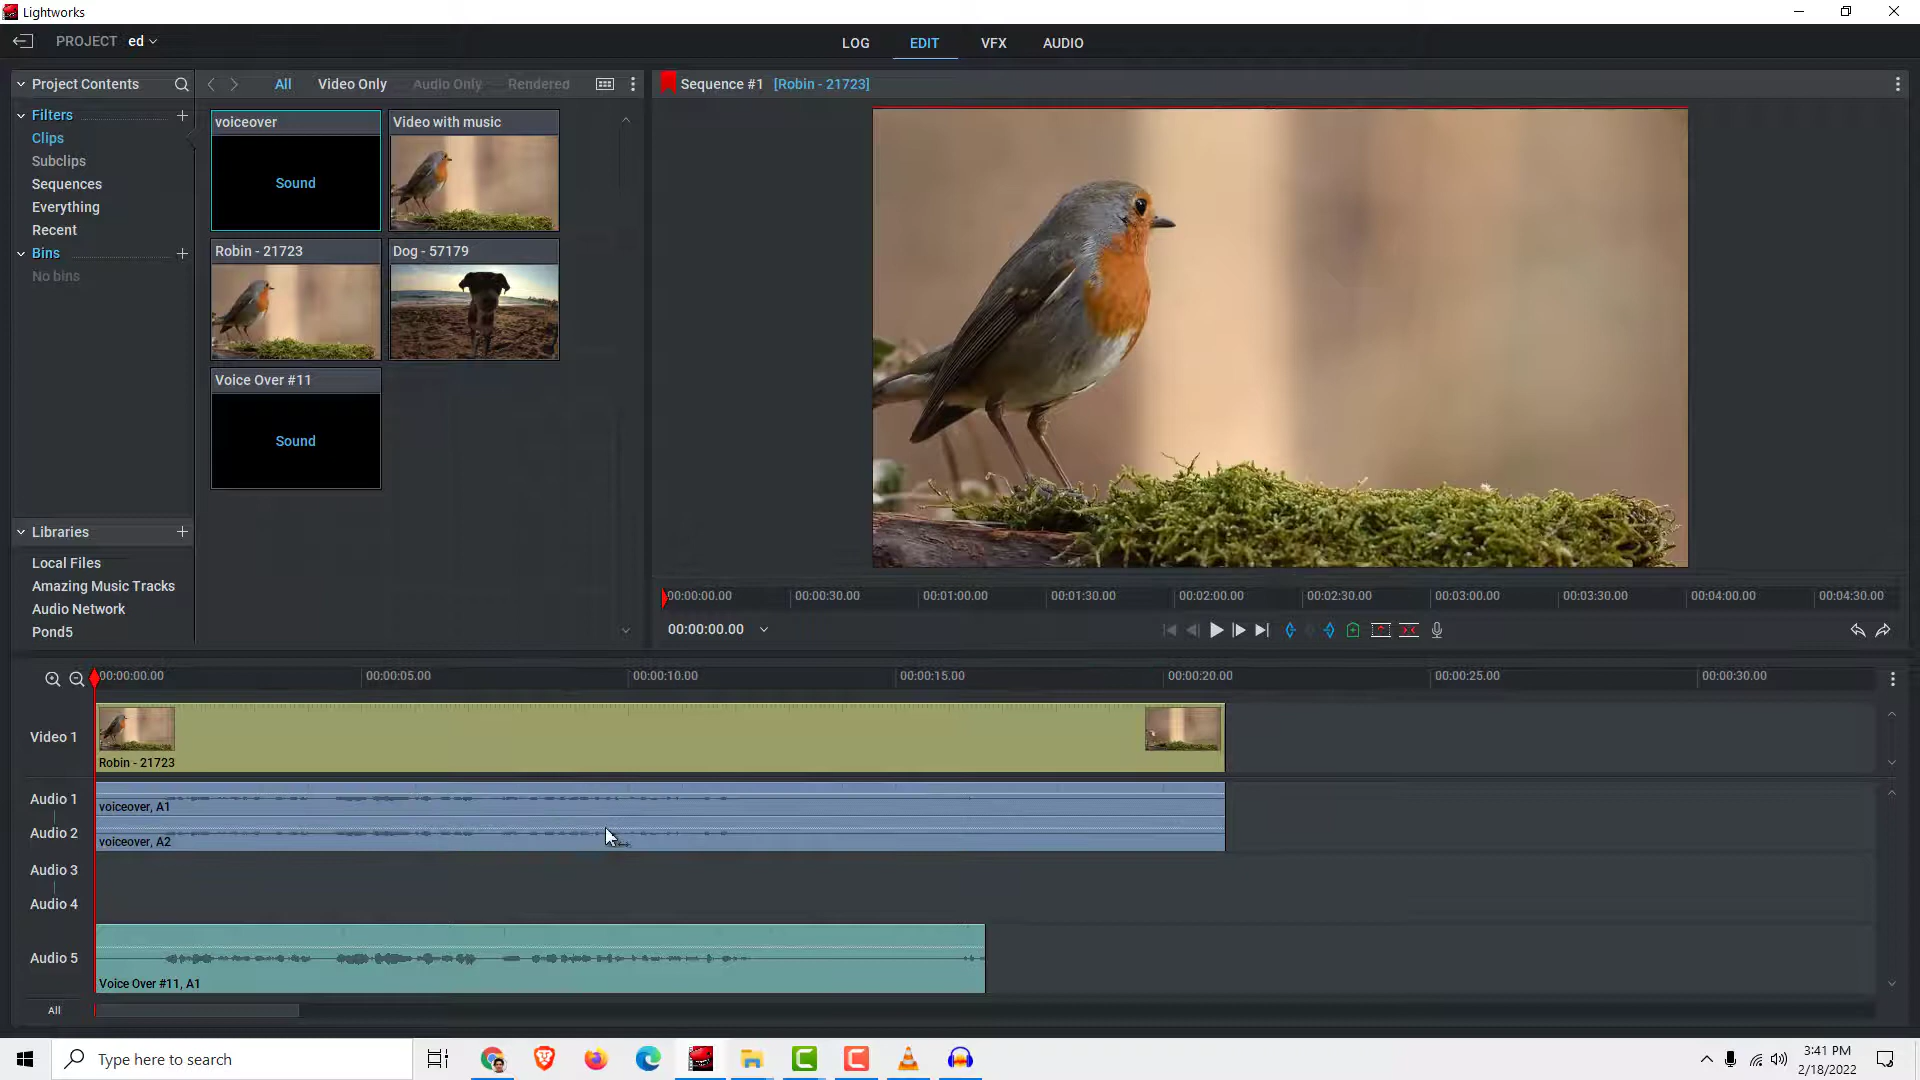 Lightworks
PROJECT ed
LOG EDIT VFX AUDIO
Project Contents
Filters
Clips
Subclips
Sequences
Everything
Recent
Bins
No bins
Libraries
Local Files
Amazing Music Tracks
Audio Network
Pond5
All Video Only Audio Only Rendered
voiceover
Sound
Video with music
Robin - 21723
Dog - 57179
Voice Over #11
Sound
Sequence #1 [Robin - 21723]
00:00:00.00 00:00:30.00 00:01:00.00 00:01:30.00 00:02:00.00 00:02:30.00 00:03:00.00 00:03:30.00 00:04:00.00 00:04:30.00
00:00:00.00
00:00:00.00 00:00:05.00 00:00:10.00 00:00:15.00 00:00:20.00 00:00:25.00 00:00:30.00
Video 1
Robin - 21723
Audio 1
voiceover, A1
Audio 2
voiceover, A2
Audio 3
Audio 4
Audio 5
Voice Over #11, A1
All
Type here to search
3:41 PM
2/18/2022